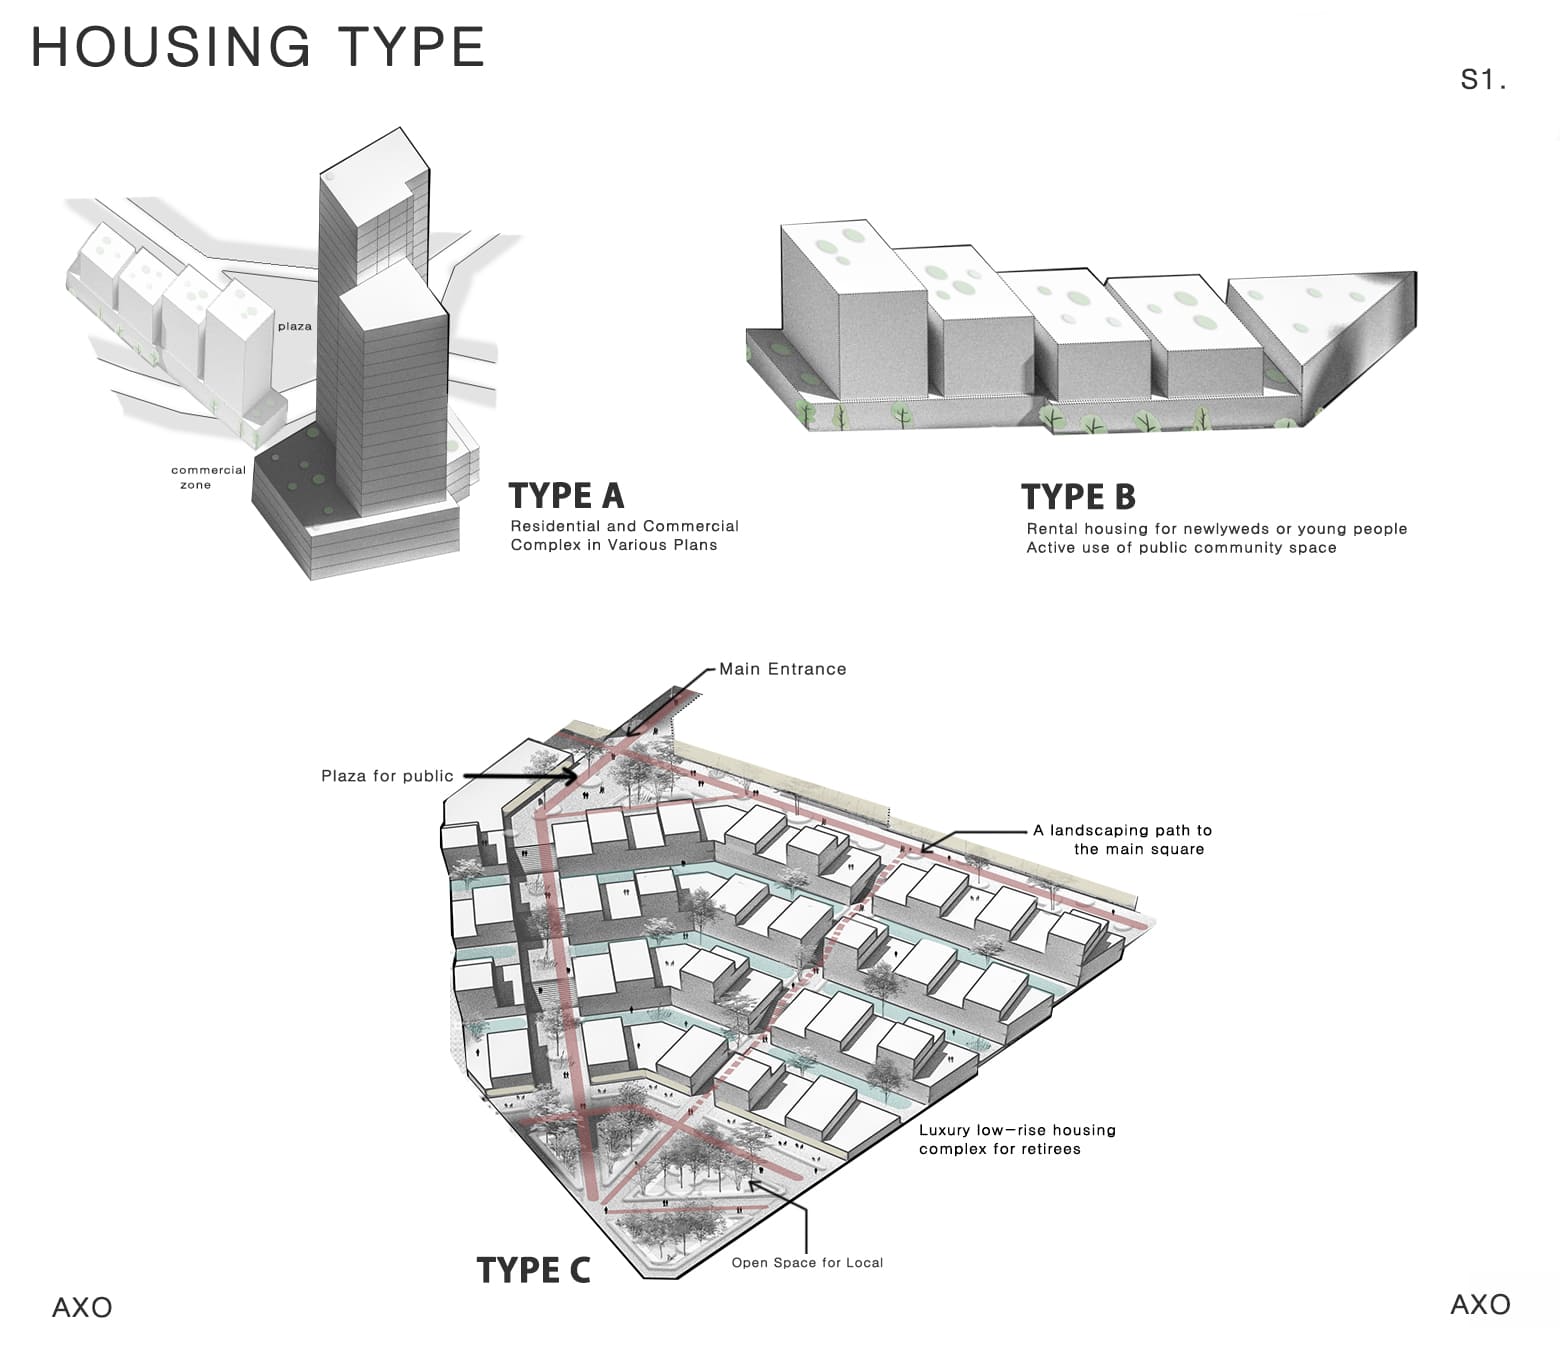 HOUSING TYPE
S1.
plaza
commercial
zone
TYPE A
Residential and Commercial
Complex in Various Plans
TYPE B
Rental housing for newlyweds or young people
Active use of public community space
Main Entrance
Plaza for public
A landscaping path to
the main square
Luxury low-rise housing
complex for retirees
Open Space for Local
TYPE C
AXO
AXO